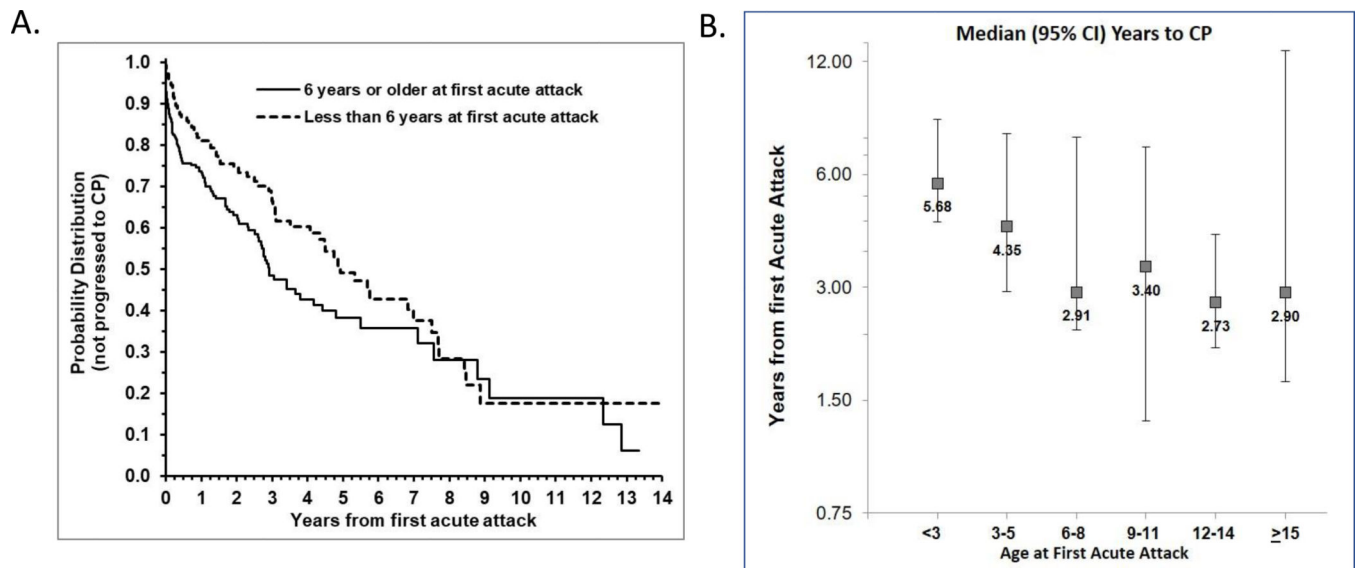 A.
1.0
0.9
0.8
0.7
0.6
0.5
0.4
0.3
0.2
0.1
0.0
Probability Distribution
(not progressed to CP)
6 years or older at first acute attack
Less than 6 years at first acute attack
0 1 2 3 4 5 6 7 8 9 10 11 12 13 14
Years from first acute attack
B.
Median (95% CI) Years to CP
12.00
6.00
3.00
1.50
0.75
Years from first Acute Attack
5.68
4.35
2.91
3.40
2.73
2.90
<3 3-5 6-8 9-11 12-14 ≥15
Age at First Acute Attack